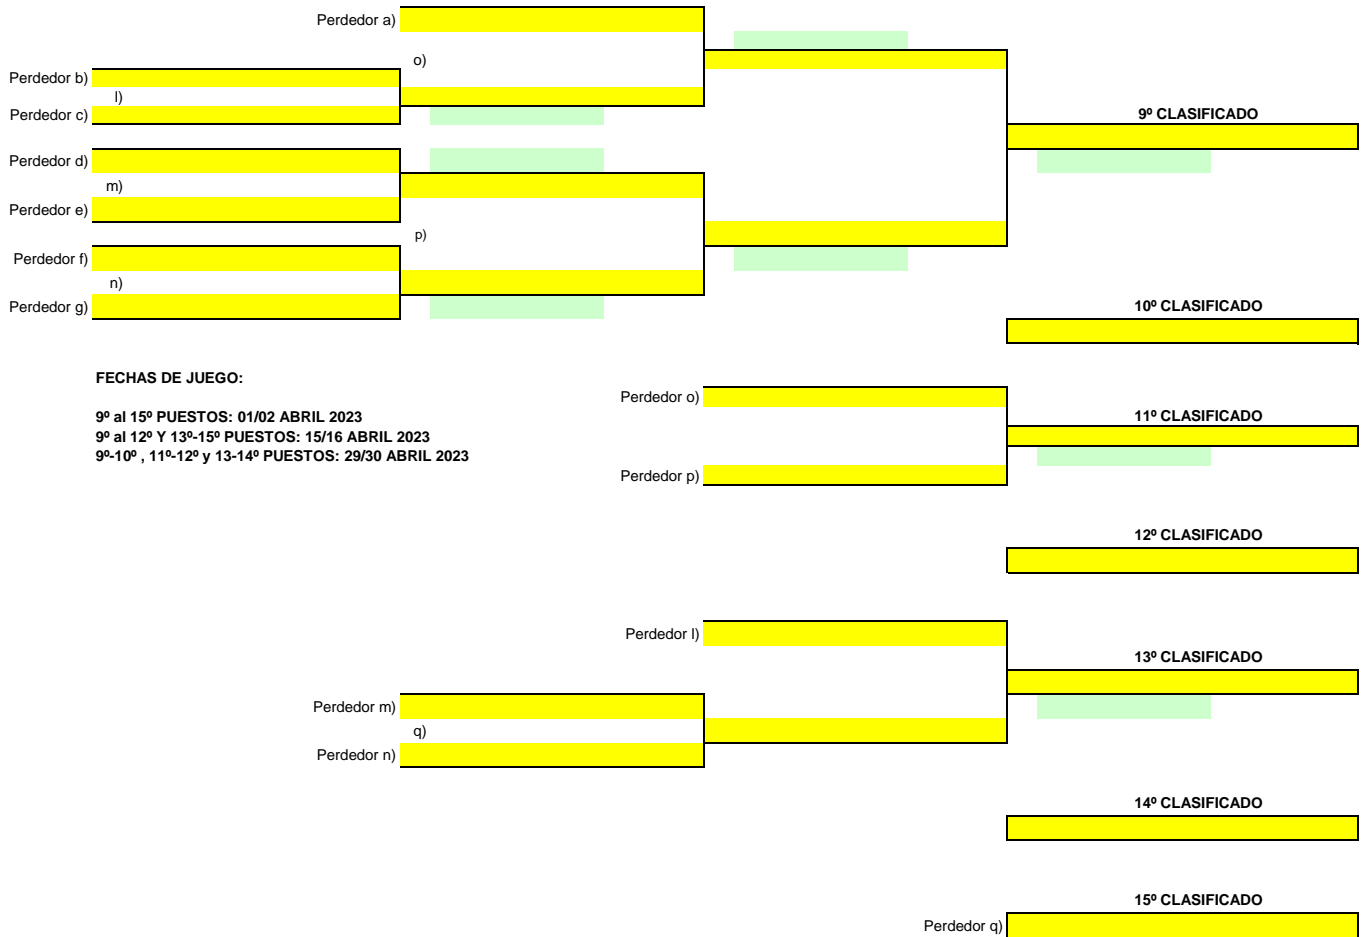 Perdedor a)
o)
Perdedor b)
l)
Perdedor c)
9º CLASIFICADO
Perdedor d)
m)
Perdedor e)
p)
Perdedor f)
n)
Perdedor g)
10º CLASIFICADO
FECHAS DE JUEGO:
9º al 15º PUESTOS: 01/02 ABRIL 2023
9º al 12º Y 13º-15º PUESTOS: 15/16 ABRIL 2023
9º-10º , 11º-12º y 13-14º PUESTOS: 29/30 ABRIL 2023
Perdedor o)
11º CLASIFICADO
Perdedor p)
12º CLASIFICADO
Perdedor l)
13º CLASIFICADO
Perdedor m)
q)
Perdedor n)
14º CLASIFICADO
15º CLASIFICADO
Perdedor q)